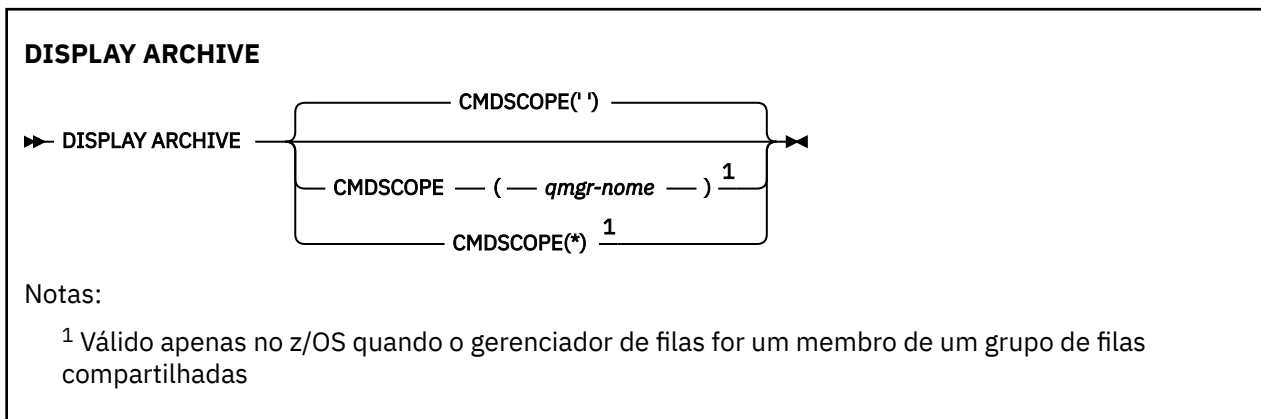 DISPLAY ARCHIVE
CMDSCOPE(' ')
DISPLAY ARCHIVE
CMDSCOPE ( qmgr-nome ) 1
CMDSCOPE(*) 1
Notas:
1 Válido apenas no z/OS quando o gerenciador de filas for um membro de um grupo de filas
compartilhadas